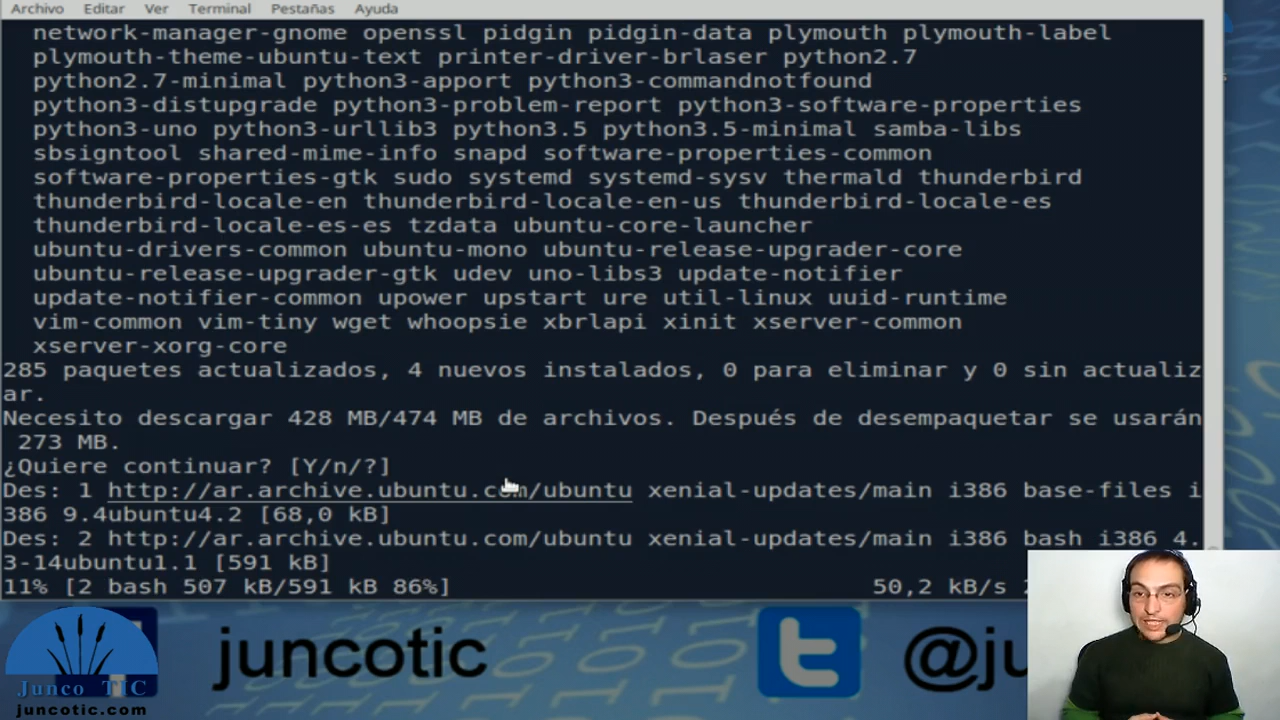 Archivo Editar Ver Terminal Pestañas Ayuda
network-manager-gnome openssl pidgin pidgin-data plymouth plymouth-label
plymouth-theme-ubuntu-text printer-driver-brlaser python2.7
python2.7-minimal python3-apport python3-commandnotfound
python3-distupgrade python3-problem-report python3-software-properties
python3-uno python3-urllib3 python3.5 python3.5-minimal samba-libs
sbsigntool shared-mime-info snapd software-properties-common
software-properties-gtk sudo systemd systemd-sysv thermald thunderbird
thunderbird-locale-en thunderbird-locale-en-us thunderbird-locale-es
thunderbird-locale-es-es tzdata ubuntu-core-launcher
ubuntu-drivers-common ubuntu-mono ubuntu-release-upgrader-core
ubuntu-release-upgrader-gtk udev uno-libs3 update-notifier
update-notifier-common upower upstart ure util-linux uuid-runtime
vim-common vim-tiny wget whoopsie xbrlapi xinit xserver-common
xserver-xorg-core
285 paquetes actualizados, 4 nuevos instalados, 0 para eliminar y 0 sin actualiz
ar.
Necesito descargar 428 MB/474 MB de archivos. Después de desempaquetar se usarán
273 MB.
¿Quiere continuar? [Y/n/?]
Des: 1 http://ar.archive.ubuntu.com/ubuntu xenial-updates/main i386 base-files i
386 9.4ubuntu4.2 [68,0 kB]
Des: 2 http://ar.archive.ubuntu.com/ubuntu xenial-updates/main i386 bash i386 4.
3-14ubuntu1.1 [591 kB]
11% [2 bash 507 kB/591 kB 86%] 50,2 kB/s
juncotic @ju
Junco TIC
juncotic.com